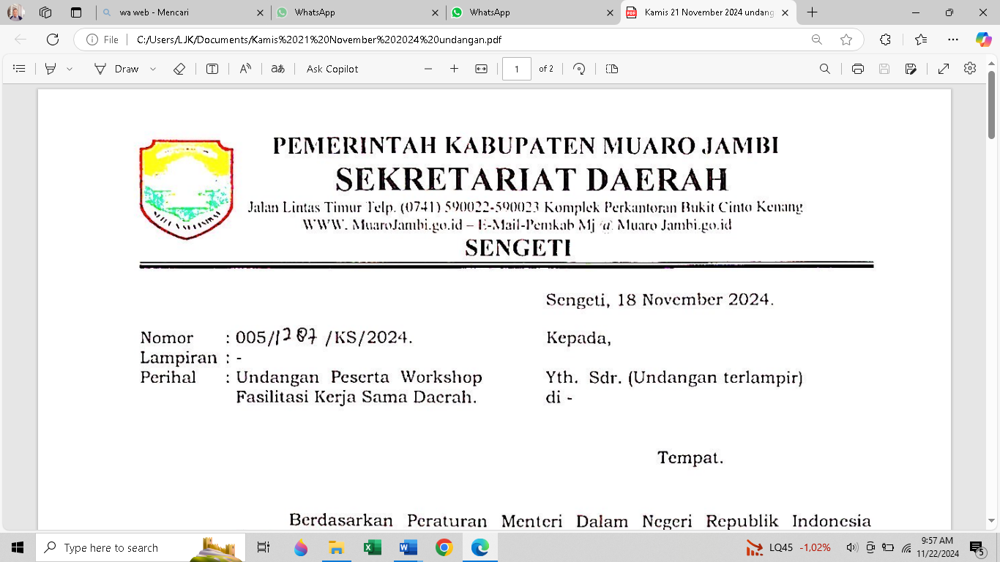 wa web - Mencari
WhatsApp
WhatsApp
Kamis 21 November 2024 undang
File
C:/Users/LJK/Documents/Kamis%2021%20November%202024%20undangan.pdf
Draw
Ask Copilot
1
of 2
PEMERINTAH KABUPATEN MUARO JAMBI
SEKRETARIAT DAERAH
Jalan Lintas Timur Telp. (0741) 590022-590023 Komplek Perkantoran Bukit Cinto Kenang
WWW. MuaroJambi.go.id – E-Mail-Pemkab Mj @ Muaro Jambi.go.id
SENGETI
Sengeti, 18 November 2024.
Nomor : 005/1287 /KS/2024.
Kepada,
Lampiran : -
Perihal : Undangan Peserta Workshop
Yth. Sdr. (Undangan terlampir)
Fasilitasi Kerja Sama Daerah.
di -
Tempat.
Berdasarkan Peraturan Menteri Dalam Negeri Republik Indonesia
Type here to search
LQ45 -1,02%
9:57 AM
11/22/2024
5